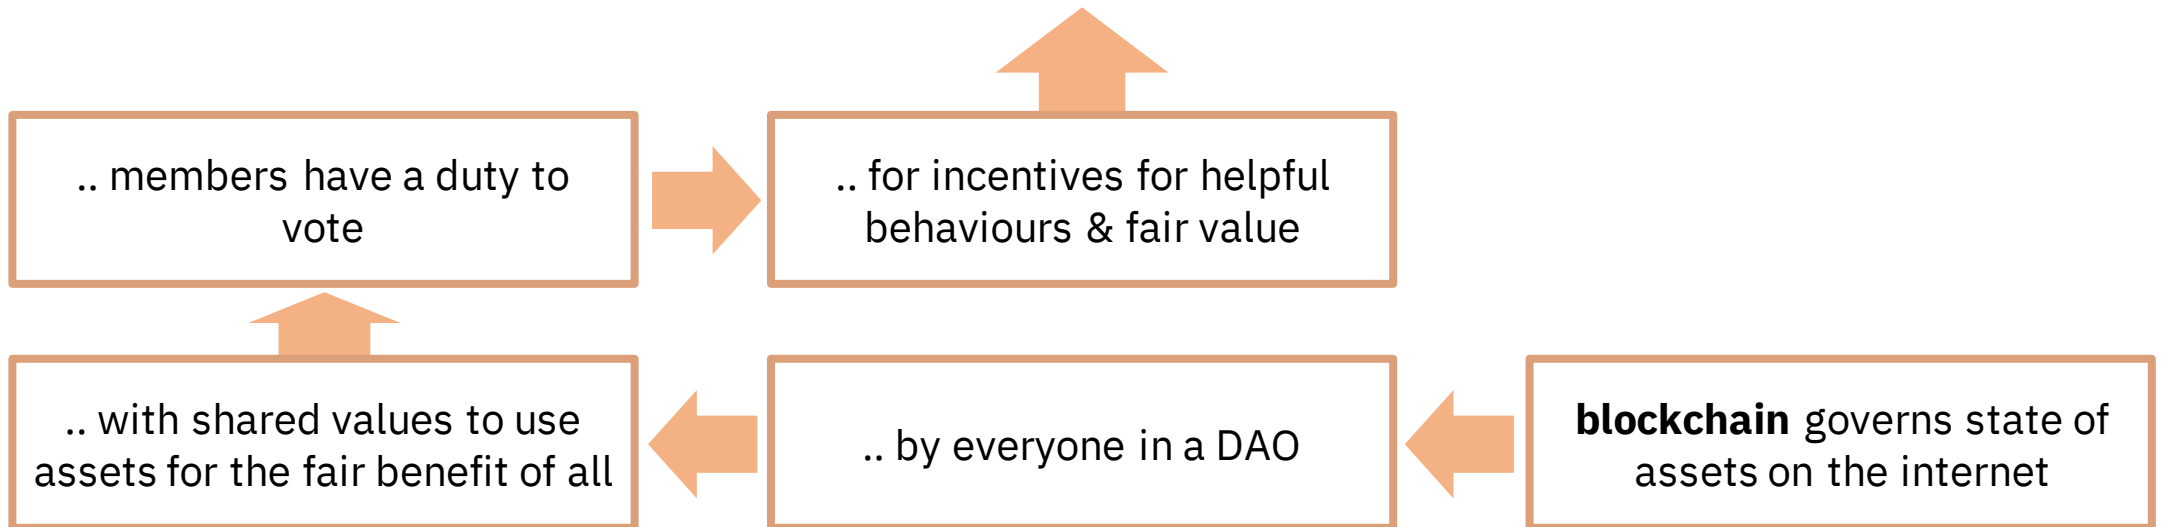 .. members have a duty to
vote
.. for incentives for helpful
behaviours & fair value
.. with shared values to use
assets for the fair benefit of all
.. by everyone in a DAO
blockchain governs state of
assets on the internet